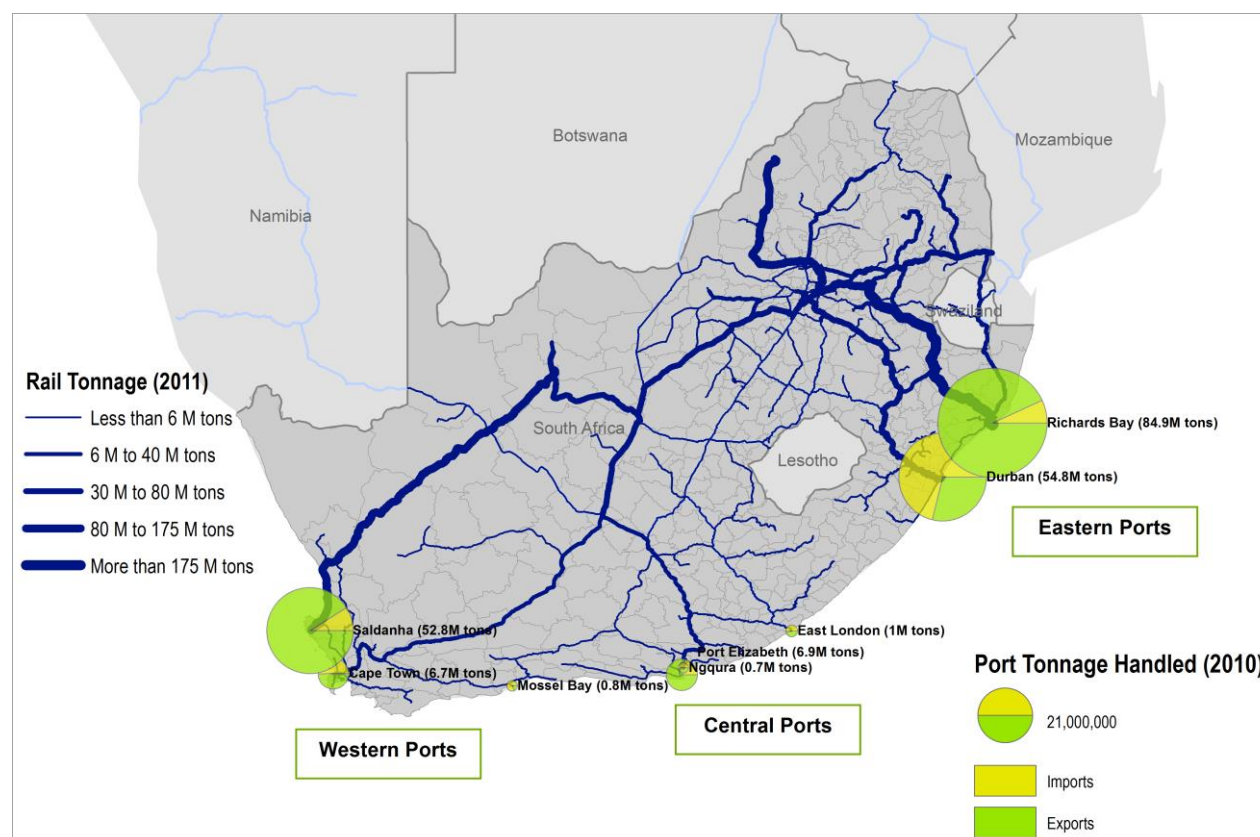 Botswana
Mozambique
Namibia
Swaziland
Rail Tonnage (2011)
Less than 6 M tons
6 M to 40 M tons
30 M to 80 M tons
80 M to 175 M tons
More than 175 M tons
South Africa
Lesotho
Richards Bay (84.9M tons)
Durban (54.8M tons)
Eastern Ports
Saldanha (52.8M tons)
East London (1M tons)
Port Elizabeth (6.9M tons)
Ngqura (0.7M tons)
Cape Town (6.7M tons)
Mossel Bay (0.8M tons)
Western Ports
Central Ports
Port Tonnage Handled (2010)
21,000,000
Imports
Exports